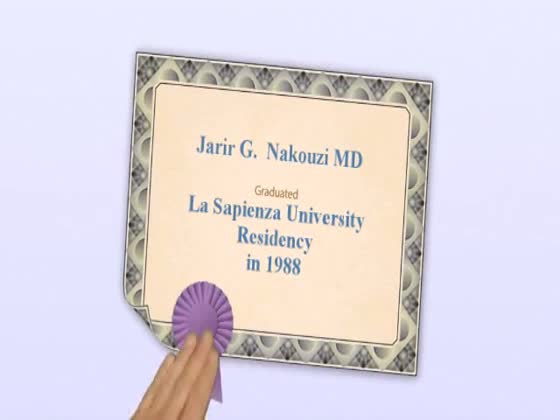 Jarir G. Nakouzi MD
Graduated
La Sapienza University
Residency
in 1988